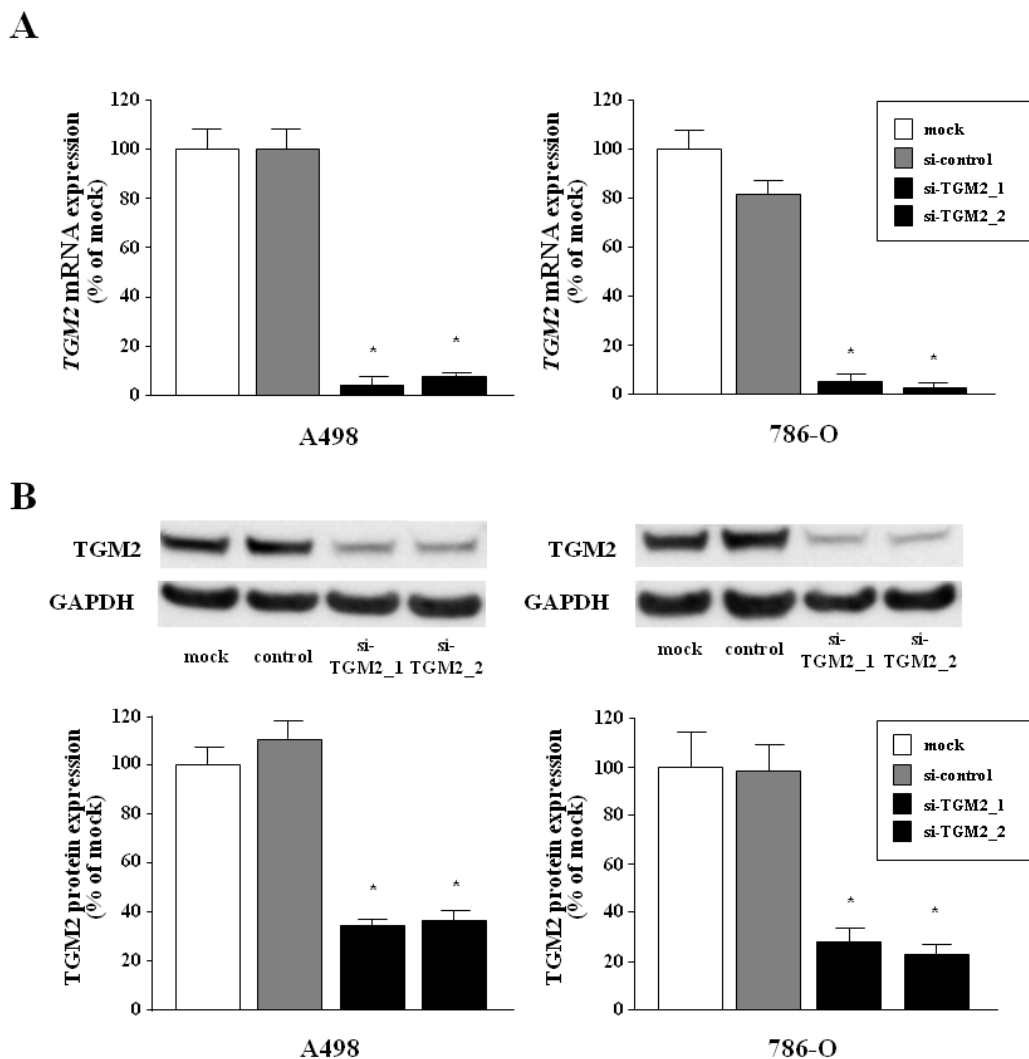 A
TGM2 mRNA expression
(% of mock)
120
100
80
60
40
20
0
*
*
A498
TGM2 mRNA expression
(% of mock)
120
100
80
60
40
20
0
*
*
786-O
mock
si-control
si-TGM2_1
si-TGM2_2
B
TGM2
GAPDH
mock
control
si-
TGM2_1
si-
TGM2_2
TGM2
GAPDH
mock
control
si-
TGM2_1
si-
TGM2_2
TGM2 protein expression
(% of mock)
120
100
80
60
40
20
0
*
*
A498
TGM2 protein expression
(% of mock)
120
100
80
60
40
20
0
*
*
786-O
mock
si-control
si-TGM2_1
si-TGM2_2